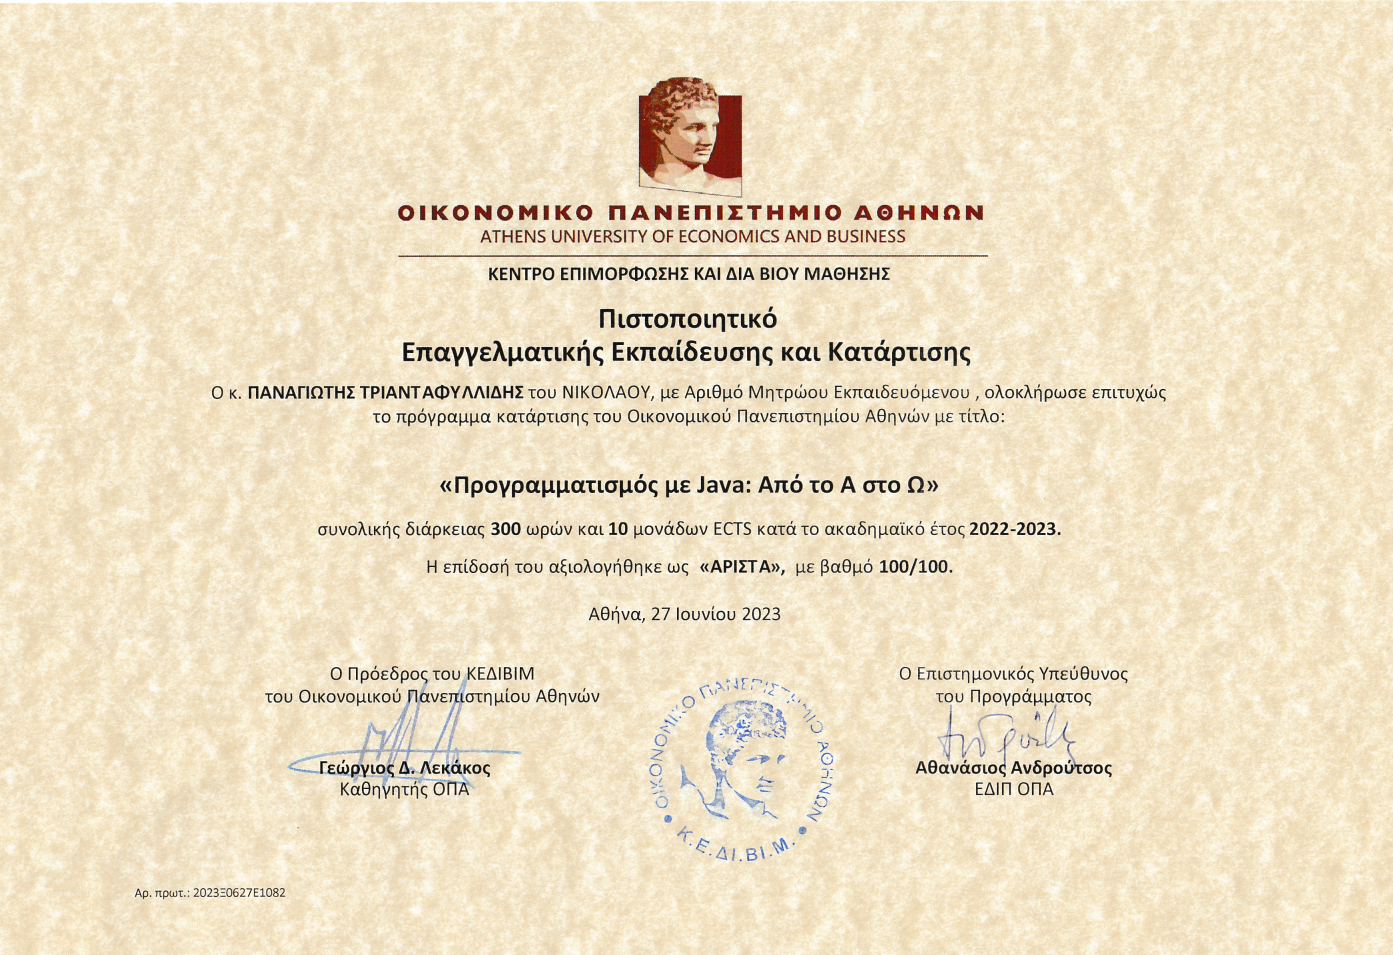 ΟΙΚΟΝΟΜΙΚΟ ΠΑΝΕΠΙΣΤΗΜΙΟ ΑΘΗΝΩΝ
ATHENS UNIVERSITY OF ECONOMICS AND BUSINESS
ΚΕΝΤΡΟ ΕΠΙΜΟΡΦΩΣΗΣ ΚΑΙ ΔΙΑ ΒΙΟΥ ΜΑΘΗΣΗΣ
Πιστοποιητικό
Επαγγελματικής Εκπαίδευσης και Κατάρτισης
Ο κ. ΠΑΝΑΓΙΩΤΗΣ ΤΡΙΑΝΤΑΦΥΛΛΙΔΗΣ του ΝΙΚΟΛΑΟΥ, με Αριθμό Μητρώου Εκπαιδευόμενου , ολοκλήρωσε επιτυχώς
το πρόγραμμα κατάρτισης του Οικονομικού Πανεπιστημίου Αθηνών με τίτλο:
«Προγραμματισμός με Java: Από το Α στο Ω»
συνολικής διάρκειας 300 ωρών και 10 μονάδων ECTS κατά το ακαδημαϊκό έτος 2022-2023.
Η επίδοσή του αξιολογήθηκε ως «ΑΡΙΣΤΑ», με βαθμό 100/100.
Αθήνα, 27 Ιουνίου 2023
Ο Πρόεδρος του ΚΕΔΙΒΙΜ
του Οικονομικού Πανεπιστημίου Αθηνών
Γεώργιος Δ. Λεκάκος
Καθηγητής ΟΠΑ
ΟΙΚΟΝΟΜΙΚΟ ΠΑΝΕΠΙΣΤΗΜΙΟ ΑΘΗΝΩΝ
Κ.Ε.ΔΙ.ΒΙ.Μ.
Ο Επιστημονικός Υπεύθυνος
του Προγράμματος
Αθανάσιος Ανδρούτσος
ΕΔΙΠ ΟΠΑ
Αρ. πρωτ.: 2023Ξ0627Ε1082